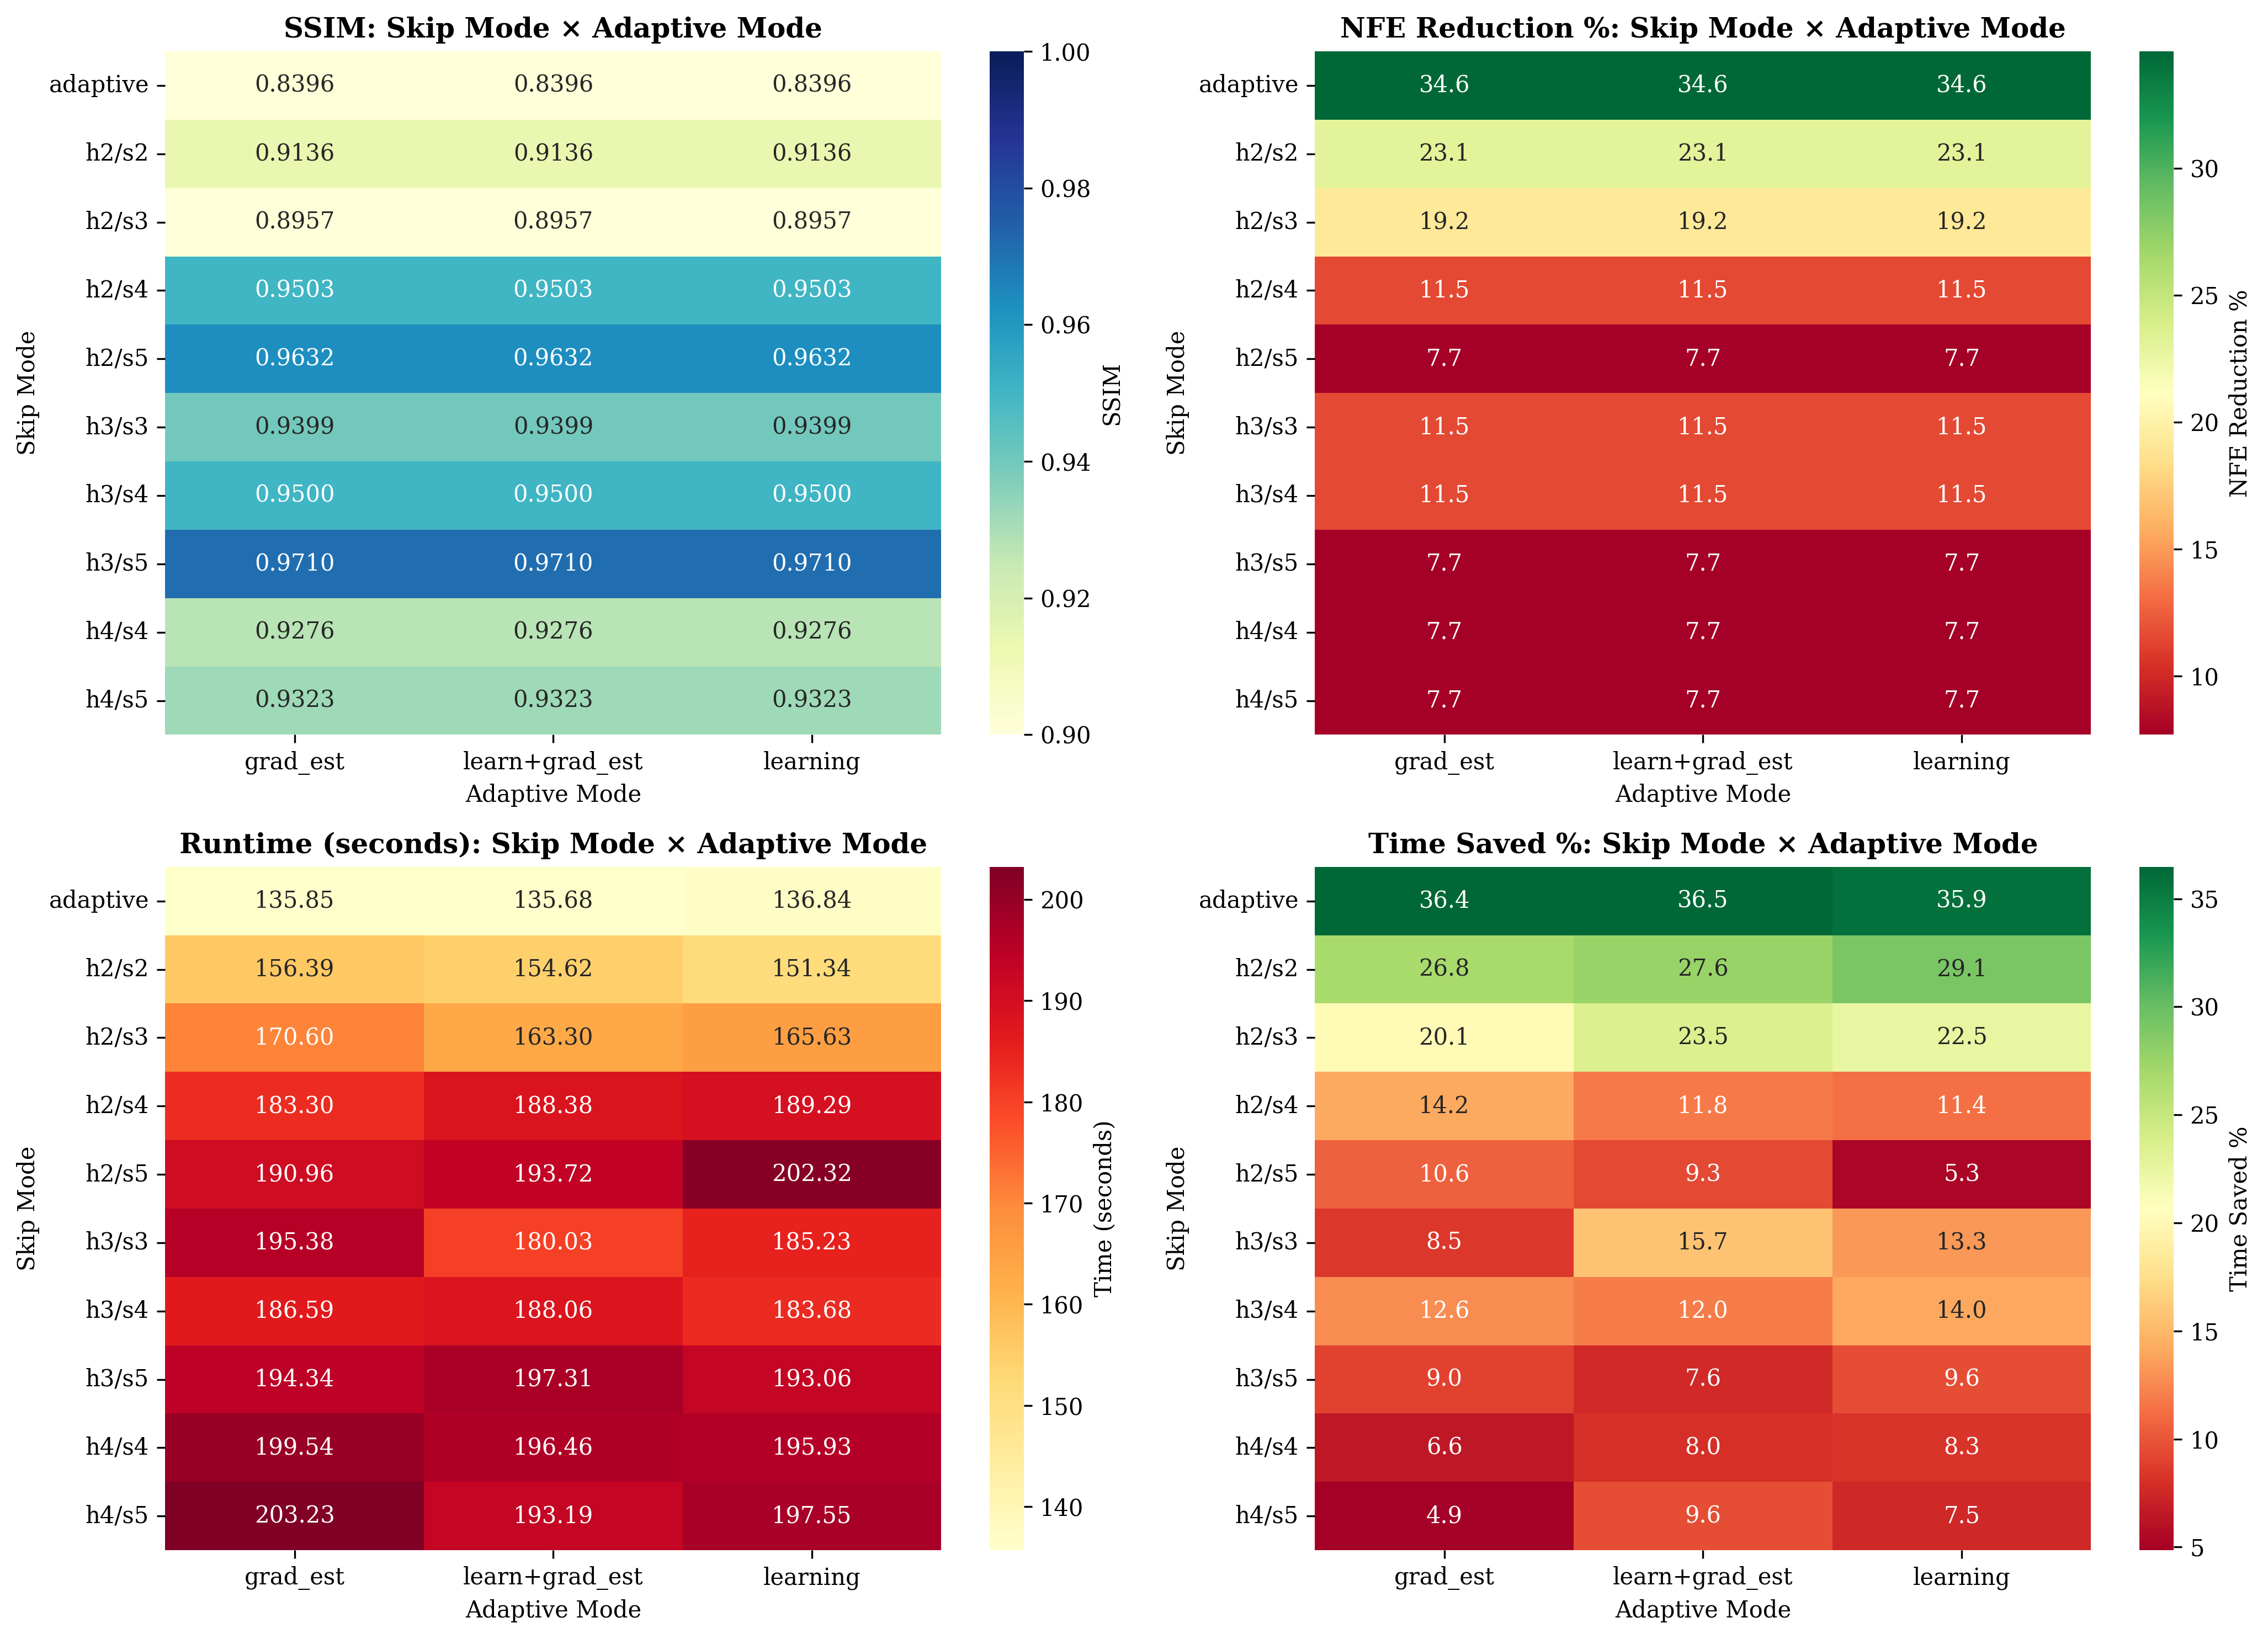 SSIM: Skip Mode × Adaptive Mode
Skip Mode
adaptive 0.8396 0.8396 0.8396
h2/s2 0.9136 0.9136 0.9136
h2/s3 0.8957 0.8957 0.8957
h2/s4 0.9503 0.9503 0.9503
h2/s5 0.9632 0.9632 0.9632
h3/s3 0.9399 0.9399 0.9399
h3/s4 0.9500 0.9500 0.9500
h3/s5 0.9710 0.9710 0.9710
h4/s4 0.9276 0.9276 0.9276
h4/s5 0.9323 0.9323 0.9323
grad_est learn+grad_est learning
Adaptive Mode
1.00
0.98
0.96
0.94
0.92
0.90
SSIM
NFE Reduction %: Skip Mode × Adaptive Mode
Skip Mode
adaptive 34.6 34.6 34.6
h2/s2 23.1 23.1 23.1
h2/s3 19.2 19.2 19.2
h2/s4 11.5 11.5 11.5
h2/s5 7.7 7.7 7.7
h3/s3 11.5 11.5 11.5
h3/s4 11.5 11.5 11.5
h3/s5 7.7 7.7 7.7
h4/s4 7.7 7.7 7.7
h4/s5 7.7 7.7 7.7
grad_est learn+grad_est learning
Adaptive Mode
30
25
20
15
10
NFE Reduction %
Runtime (seconds): Skip Mode × Adaptive Mode
Skip Mode
adaptive 135.85 135.68 136.84
h2/s2 156.39 154.62 151.34
h2/s3 170.60 163.30 165.63
h2/s4 183.30 188.38 189.29
h2/s5 190.96 193.72 202.32
h3/s3 195.38 180.03 185.23
h3/s4 186.59 188.06 183.68
h3/s5 194.34 197.31 193.06
h4/s4 199.54 196.46 195.93
h4/s5 203.23 193.19 197.55
grad_est learn+grad_est learning
Adaptive Mode
200
190
180
170
160
150
140
Time (seconds)
Time Saved %: Skip Mode × Adaptive Mode
Skip Mode
adaptive 36.4 36.5 35.9
h2/s2 26.8 27.6 29.1
h2/s3 20.1 23.5 22.5
h2/s4 14.2 11.8 11.4
h2/s5 10.6 9.3 5.3
h3/s3 8.5 15.7 13.3
h3/s4 12.6 12.0 14.0
h3/s5 9.0 7.6 9.6
h4/s4 6.6 8.0 8.3
h4/s5 4.9 9.6 7.5
grad_est learn+grad_est learning
Adaptive Mode
35
30
25
20
15
10
5
Time Saved %